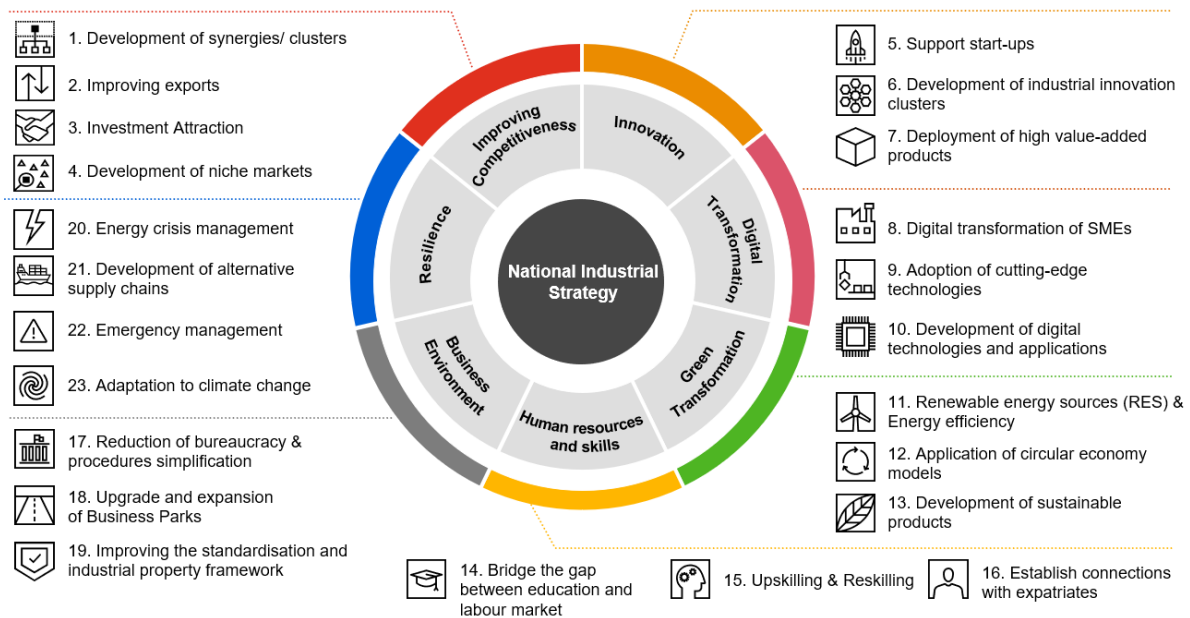 1. Development of synergies/ clusters
2. Improving exports
3. Investment Attraction
4. Development of niche markets
5. Support start-ups
6. Development of industrial innovation
clusters
7. Deployment of high value-added
products
8. Digital transformation of SMEs
9. Adoption of cutting-edge
technologies
10. Development of digital
technologies and applications
11. Renewable energy sources (RES) &
Energy efficiency
12. Application of circular economy
models
13. Development of sustainable
products
14. Bridge the gap
between education and
labour market
15. Upskilling & Reskilling
16. Establish connections
with expatriates
17. Reduction of bureaucracy &
procedures simplification
18. Upgrade and expansion
of Business Parks
19. Improving the standardisation and
industrial property framework
20. Energy crisis management
21. Development of alternative
supply chains
22. Emergency management
23. Adaptation to climate change
Improving
Competitiveness
Innovation
Digital
Transformation
Green
Transformation
Human resources
and skills
Business
Environment
Resilience
National Industrial
Strategy